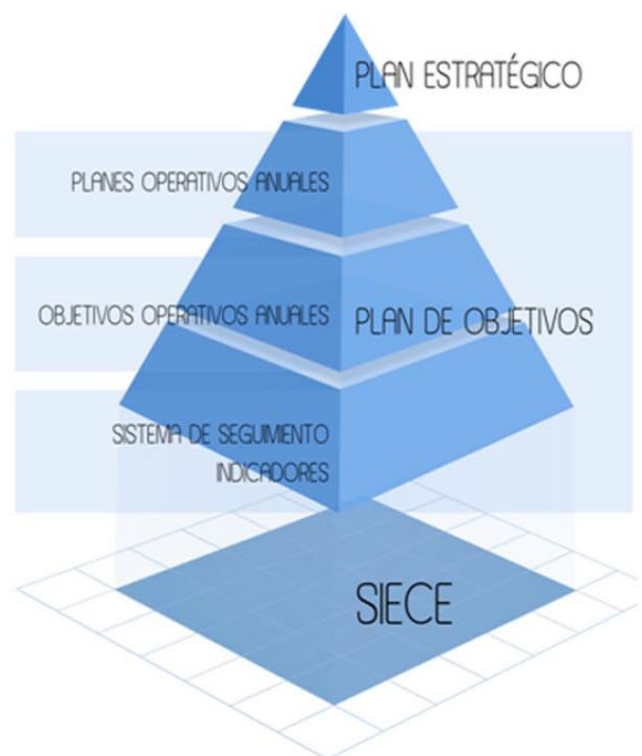 PLAN ESTRATÉGICO
PLANES OPERATIVOS ANUALES
OBJETIVOS OPERATIVOS ANUALES
PLAN DE OBJETIVOS
SISTEMA DE SEGUIMIENTO
INDICADORES
SIECE